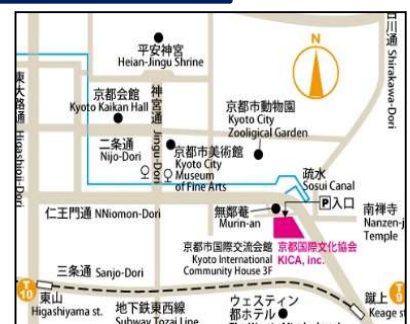 平安神宮
Heian-Jingu Shrine
N
白川通 Shirakawa-Dori
東大路通 Higashioji-Dori
京都会館
Kyoto Kaikan Hall
神宮通 Jingu-Dori
京都市動物園
Kyoto City
Zooligical Garden
二条通
Nijo-Dori
京都市美術館
Kyoto City
Museum
of Fine Arts
疏水
Sosui Canal
P入口
仁王門通 NNiomon-Dori
無鄰菴
Murin-an
南禅寺
Nanzen-j
Temple
京都市国際交流会館
Kyoto International
Community House 3F
京都国際文化協会
KICA, inc.
三条通 Sanjo-Dori
T
10
東山
Higashiyama st.
地下鉄東西線
Subway Tozai Line
ウェスティン
都ホテル
T
9
蹴上
Keage st